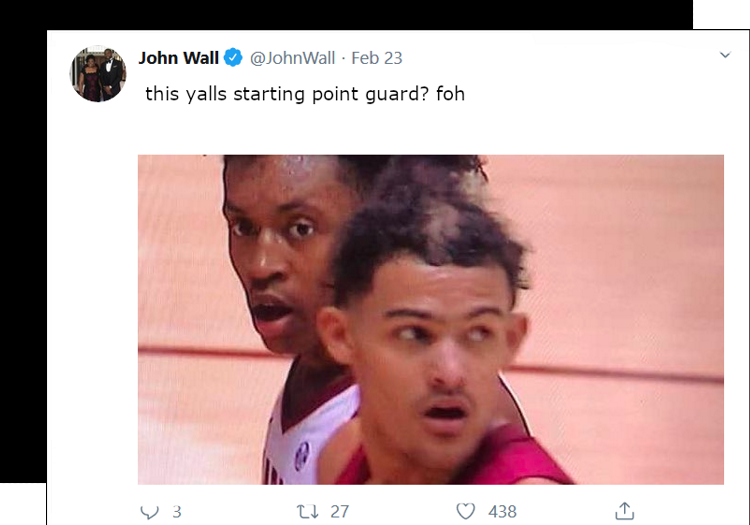 John Wall @JohnWall · Feb 23
this yalls starting point guard? foh
3 27 438